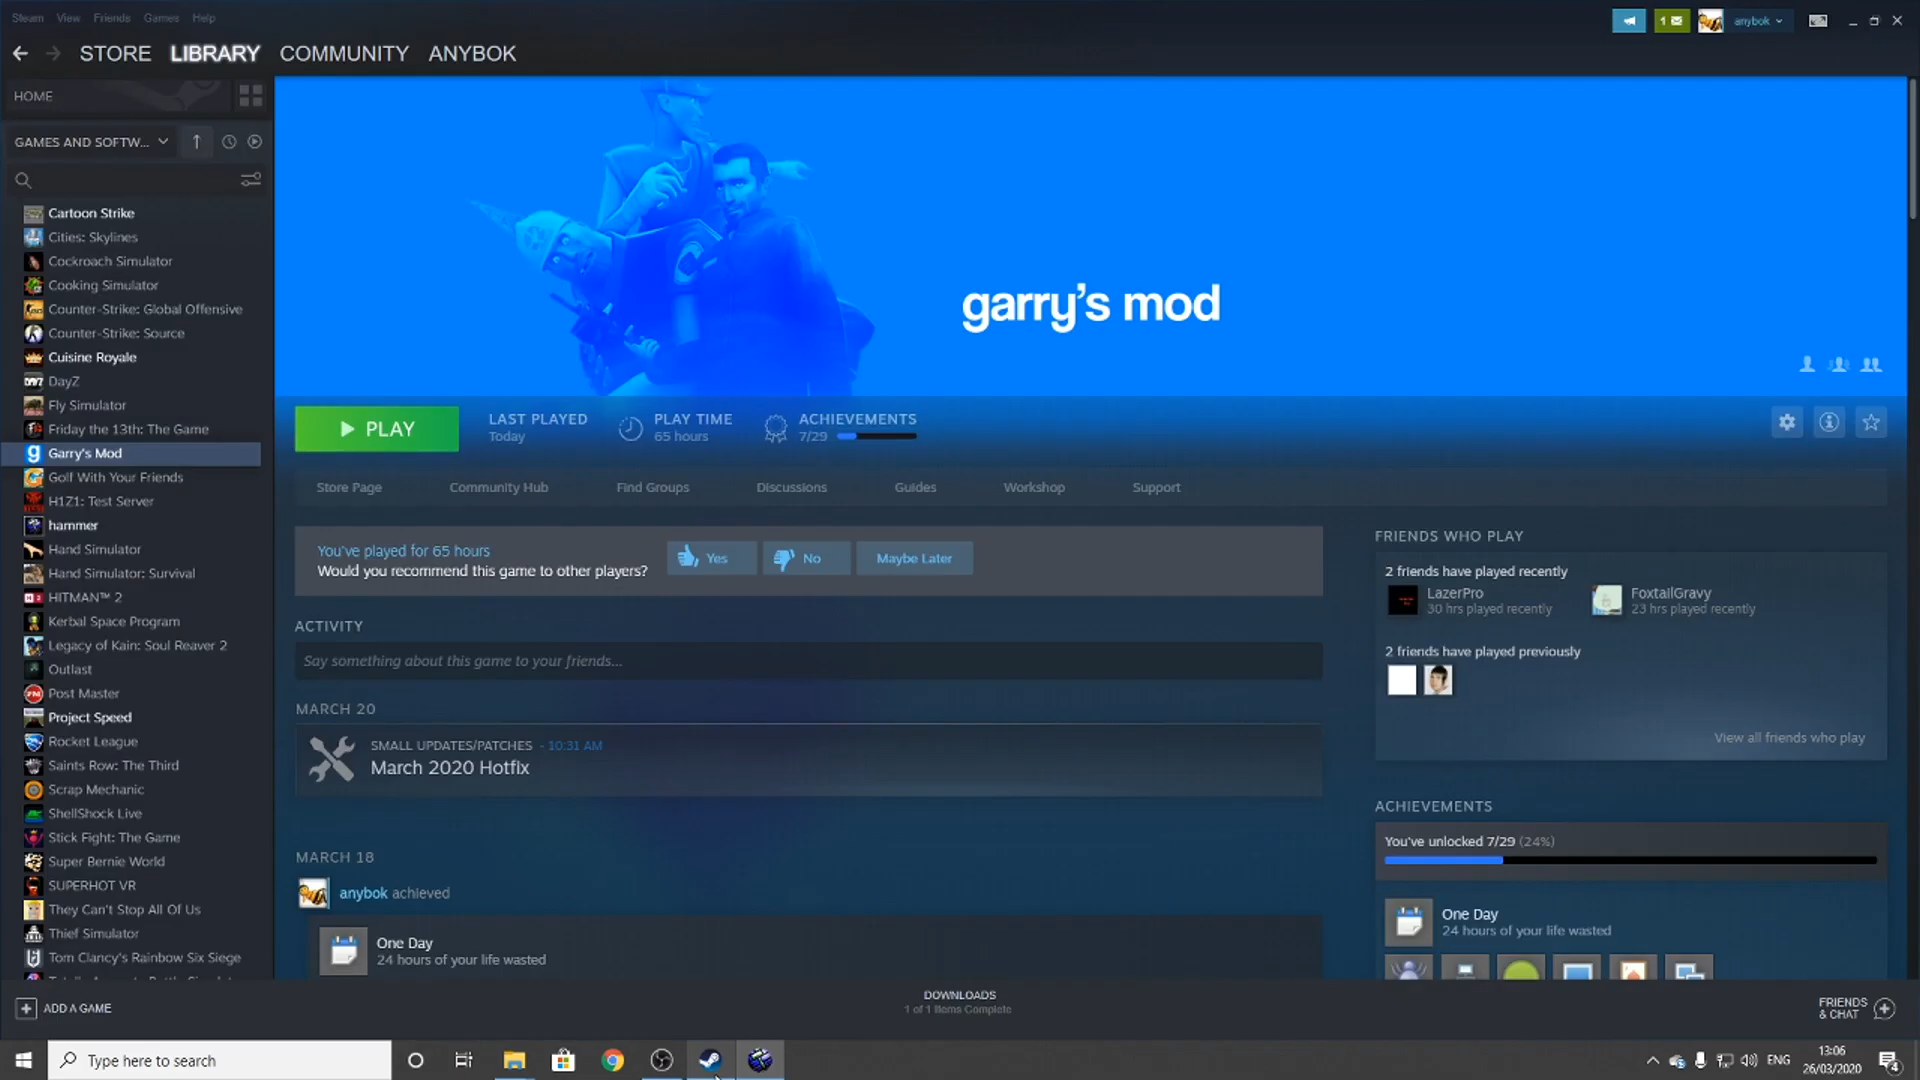 Steam View Friends Games Help
1
anybok
STORE LIBRARY COMMUNITY ANYBOK
HOME
GAMES AND SOFTW...
Cartoon Strike
Cities: Skylines
Cockroach Simulator
Cooking Simulator
Counter-Strike: Global Offensive
Counter-Strike: Source
Cuisine Royale
DayZ
Fly Simulator
Friday the 13th: The Game
Garry's Mod
Golf With Your Friends
H1Z1: Test Server
hammer
Hand Simulator
Hand Simulator: Survival
HITMAN™ 2
Kerbal Space Program
Legacy of Kain: Soul Reaver 2
Outlast
Post Master
Project Speed
Rocket League
Saints Row: The Third
Scrap Mechanic
ShellShock Live
Stick Fight: The Game
Super Bernie World
SUPERHOT VR
They Can't Stop All Of Us
Thief Simulator
Tom Clancy's Rainbow Six Siege
garry's mod
PLAY
LAST PLAYED
Today
PLAY TIME
65 hours
ACHIEVEMENTS
7/29
Store Page Community Hub Find Groups Discussions Guides Workshop Support
You've played for 65 hours
Would you recommend this game to other players?
Yes No Maybe Later
ACTIVITY
Say something about this game to your friends...
MARCH 20
SMALL UPDATES/PATCHES - 10:31 AM
March 2020 Hotfix
MARCH 18
anybok achieved
One Day
24 hours of your life wasted
FRIENDS WHO PLAY
2 friends have played recently
LazerPro
30 hrs played recently
FoxtailGravy
23 hrs played recently
2 friends have played previously
View all friends who play
ACHIEVEMENTS
You've unlocked 7/29 (24%)
One Day
24 hours of your life wasted
ADD A GAME
DOWNLOADS
1 of 1 Items Complete
FRIENDS
& CHAT
Type here to search
ENG
13:06
26/03/2020
4